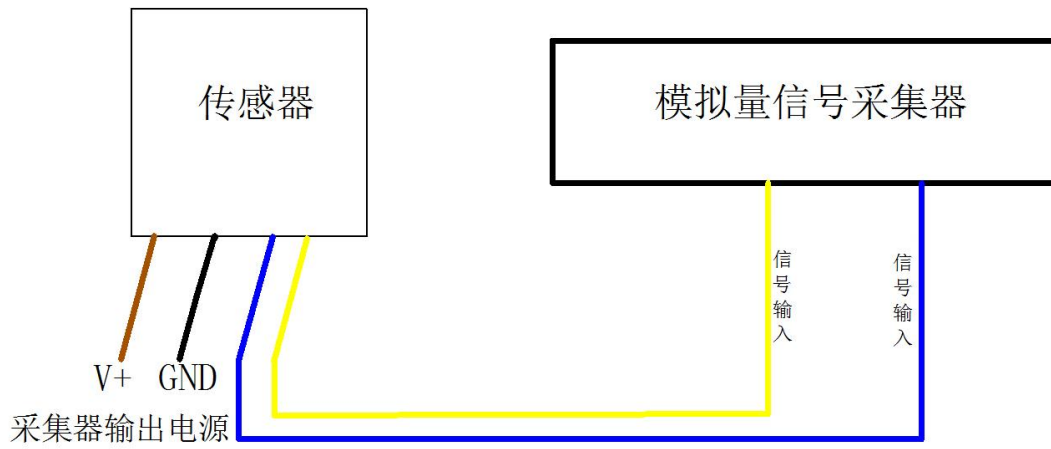 传感器
模拟量信号采集器
信号输入
信号输入
V+ GND
采集器输出电源